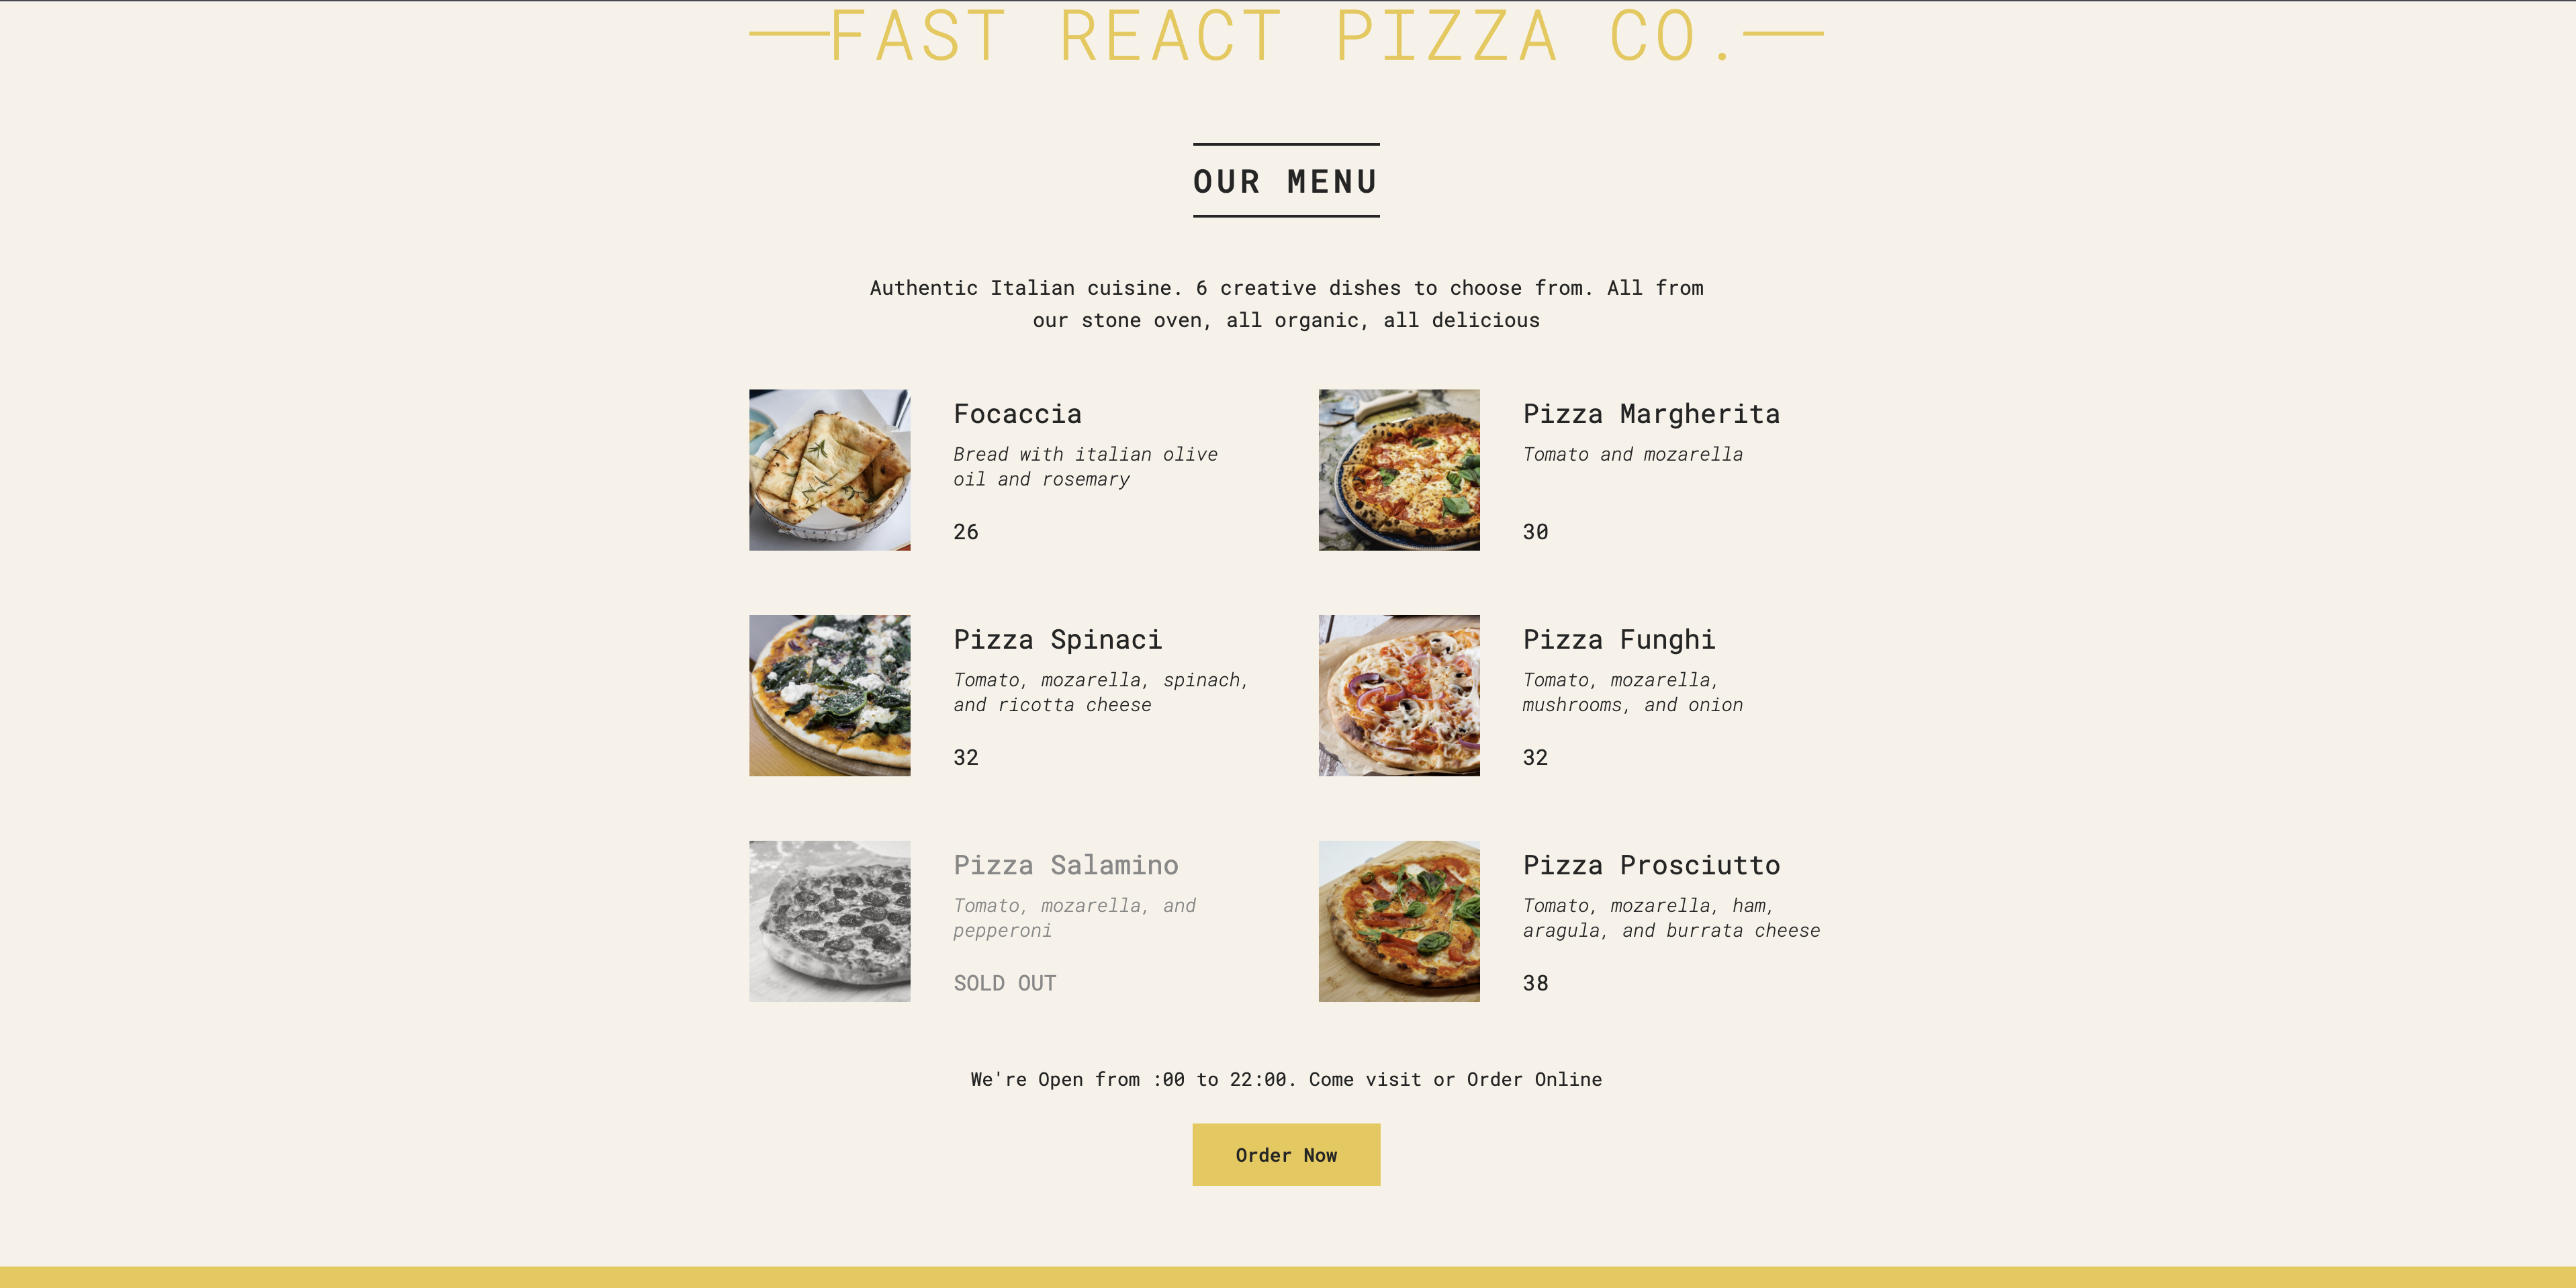 FAST REACT PIZZA CO.
OUR MENU
Authentic Italian cuisine. 6 creative dishes to choose from. All from
our stone oven, all organic, all delicious
Focaccia
Bread with italian olive
oil and rosemary
26
Pizza Margherita
Tomato and mozarella
30
Pizza Spinaci
Tomato, mozarella, spinach,
and ricotta cheese
32
Pizza Funghi
Tomato, mozarella,
mushrooms, and onion
32
Pizza Salamino
Tomato, mozarella, and
pepperoni
SOLD OUT
Pizza Prosciutto
Tomato, mozarella, ham,
aragula, and burrata cheese
38
We're Open from :00 to 22:00. Come visit or Order Online
Order Now